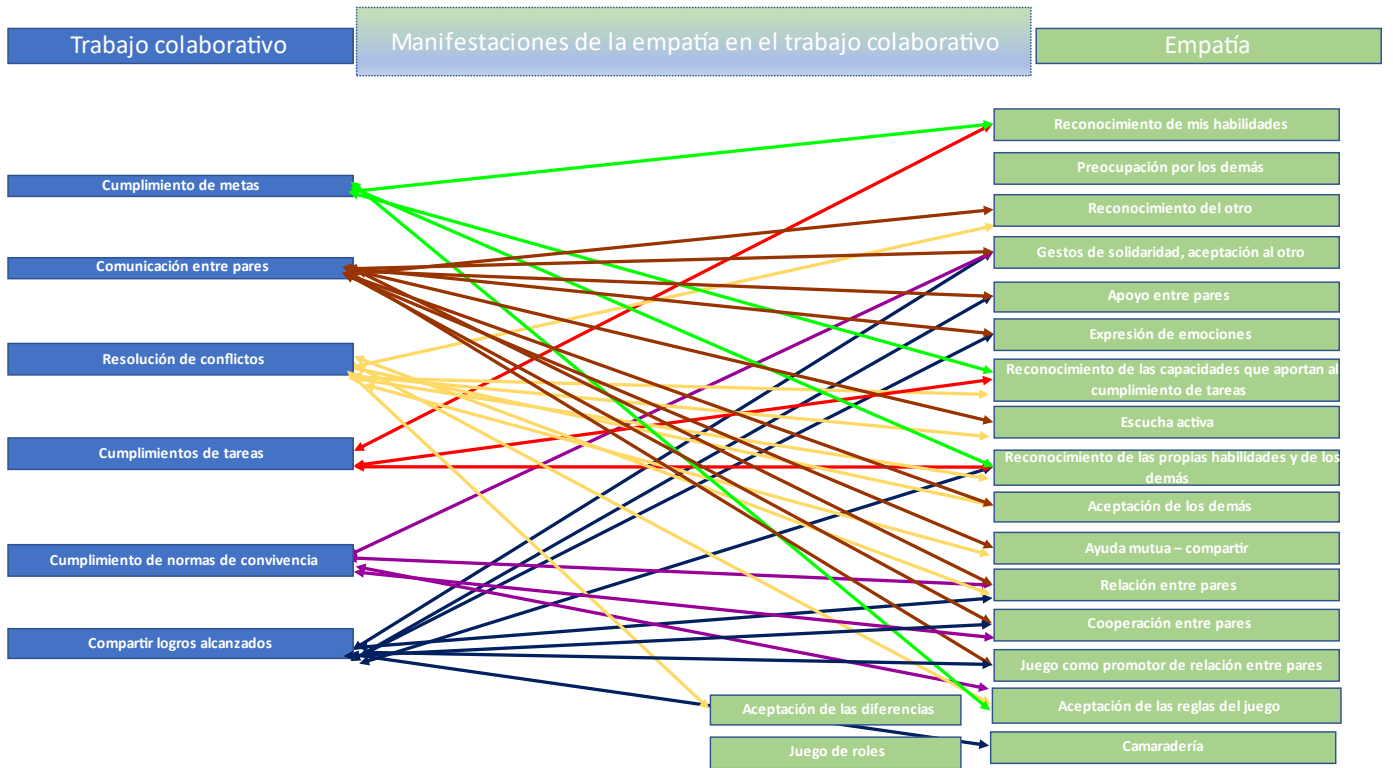 Trabajo colaborativo
Manifestaciones de la empatía en el trabajo colaborativo
Empatía
Cumplimiento de metas
Comunicación entre pares
Resolución de conflictos
Cumplimientos de tareas
Cumplimiento de normas de convivencia
Compartir logros alcanzados
Reconocimiento de mis habilidades
Preocupación por los demás
Reconocimiento del otro
Gestos de solidaridad, aceptación al otro
Apoyo entre pares
Expresión de emociones
Reconocimiento de las capacidades que aportan al
cumplimiento de tareas
Escucha activa
Reconocimiento de las propias habilidades y de los
demás
Aceptación de los demás
Ayuda mutua – compartir
Relación entre pares
Cooperación entre pares
Juego como promotor de relación entre pares
Aceptación de las reglas del juego
Camaradería
Aceptación de las diferencias
Juego de roles